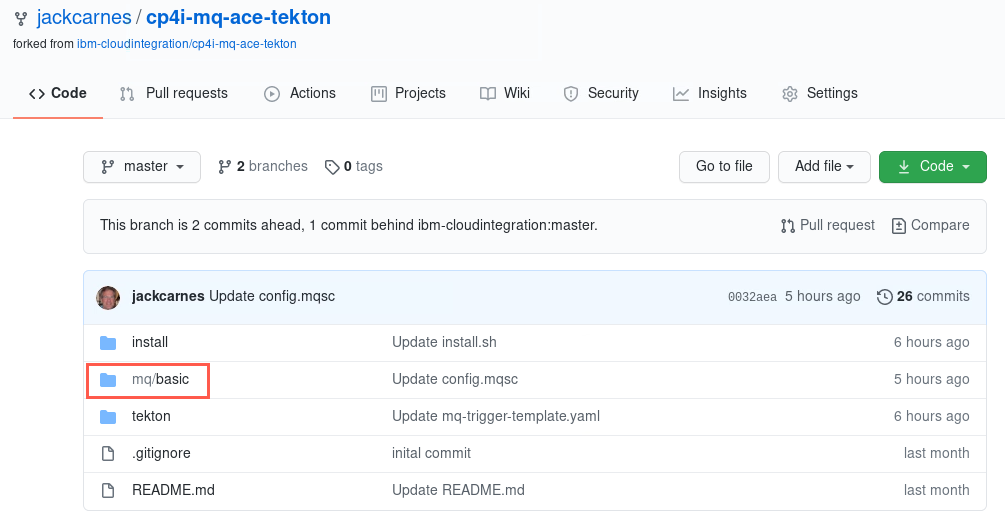 jackcarnes / cp4i-mq-ace-tekton
forked from ibm-cloudintegration/cp4i-mq-ace-tekton
Code Pull requests Actions Projects Wiki Security Insights Settings
master 2 branches 0 tags Go to file Add file Code
This branch is 2 commits ahead, 1 commit behind ibm-cloudintegration:master. Pull request Compare
jackcarnes Update config.mqsc 0032aea 5 hours ago 26 commits
install Update install.sh 6 hours ago
mq/basic Update config.mqsc 5 hours ago
tekton Update mq-trigger-template.yaml 6 hours ago
.gitignore inital commit last month
README.md Update README.md last month